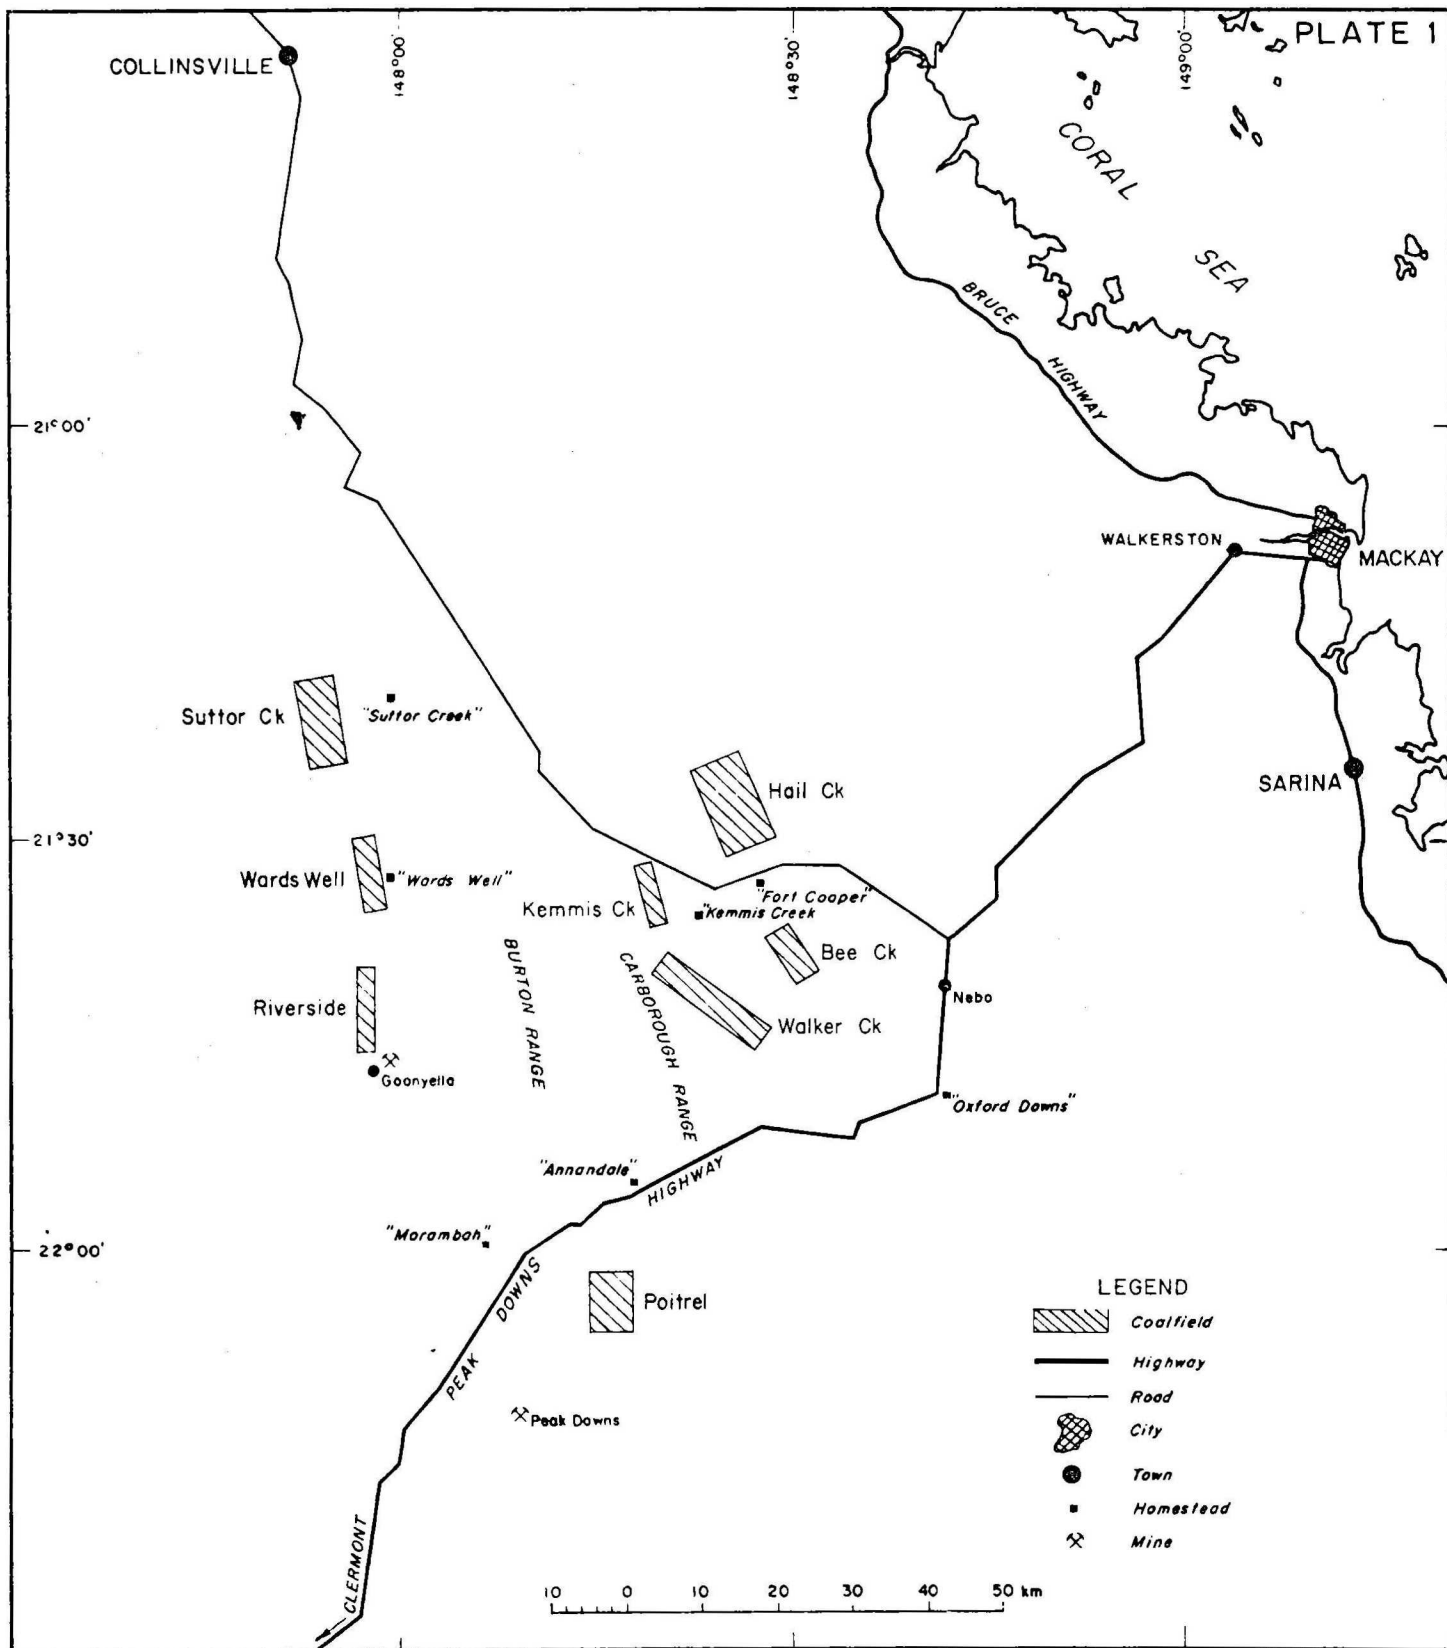 PLATE 1
148°00'
148°30'
149°00'
COLLINSVILLE
CORAL
SEA
BRUCE
HIGHWAY
21°00'
WALKERSTON
MACKAY
Suttor Ck
"Suttor Creek"
SARINA
Hail Ck
21°30'
Wards Well
"Wards Well"
Kemmis Ck
"Fort Cooper"
"Kemmis Creek
Bee Ck
BURTON RANGE
CARBOROUGH RANGE
Riverside
Nebo
Walker Ck
Goonyella
"Oxford Downs"
"Annandale"
HIGHWAY
"Morambah"
22°00'
DOWNS
Poitrel
PEAK
Peak Downs
CLERMONT
LEGEND
Coalfield
Highway
Road
City
Town
Homestead
Mine
10 0 10 20 30 40 50 km